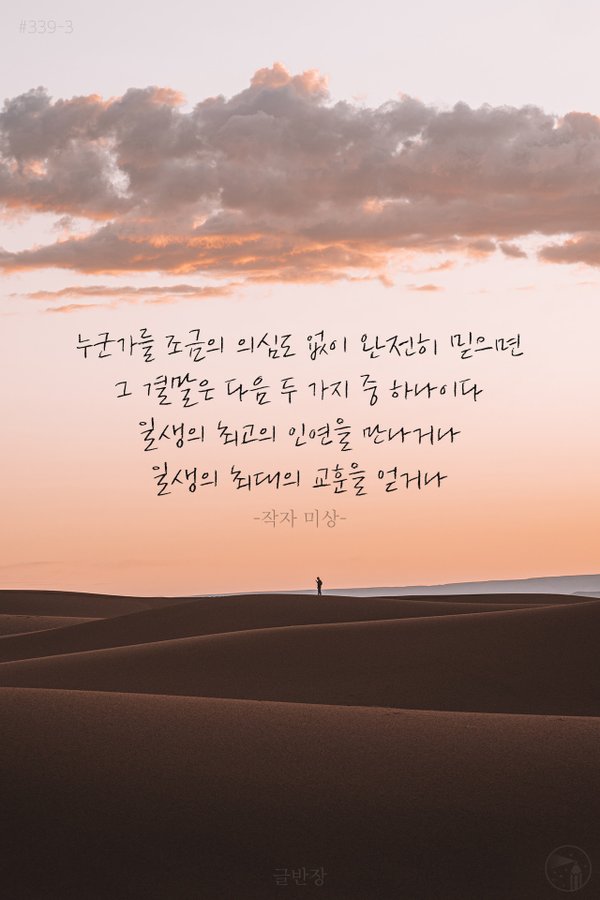 #339-3
누군가를 조금의 의심도 없이 완전히 믿으면
그 결말은 다음 두 가지 중 하나이다
일생의 최고의 인연을 만나거나
일생의 최대의 교훈을 얻거나
-작자 미상-
글반장